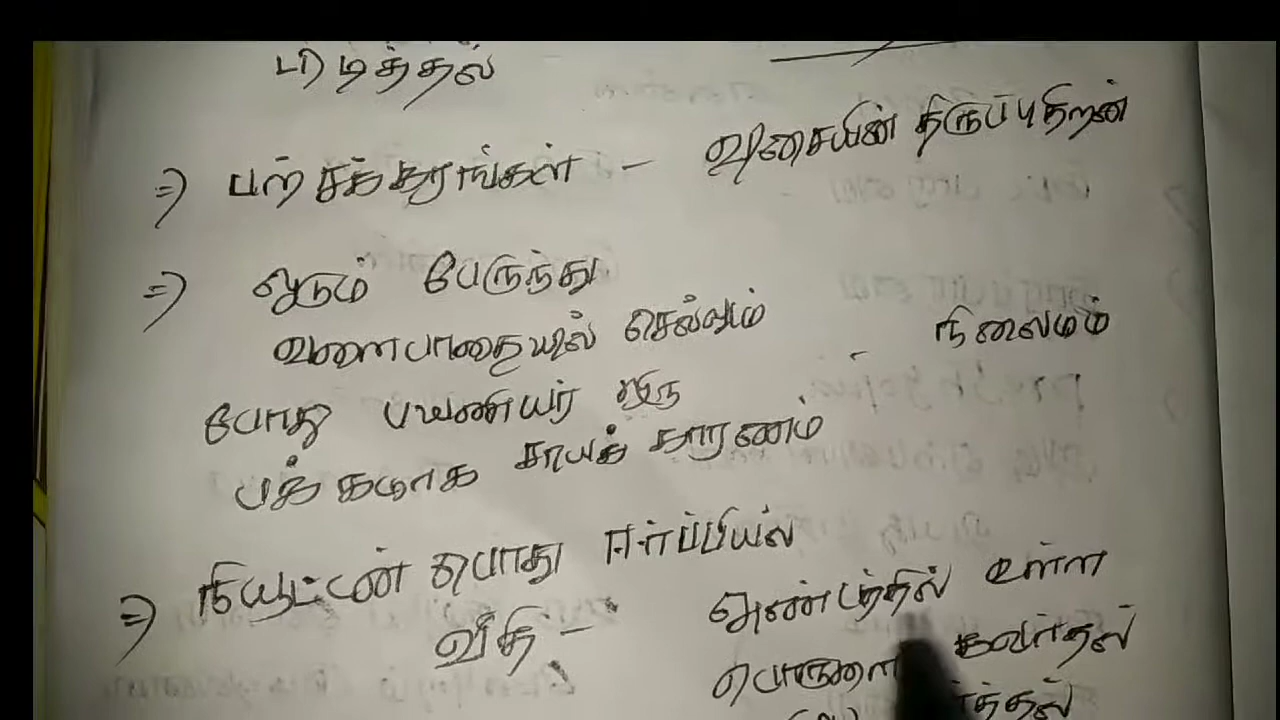 பிடித்தல்
=> பற்சக்கரங்கள் - விசையின் திருப்புதிறன்
=> ஓடும் பேருந்து
வளைபாதையில் செல்லும் நிலைமம்
போது பயணியர் ஒரு
பக்கமாக சாயக் காரணம்
=> நியூட்டன் பொது ஈர்ப்பியல்
விதி - அண்டத்தில் உள்ள
பொருளை கவர்தல்